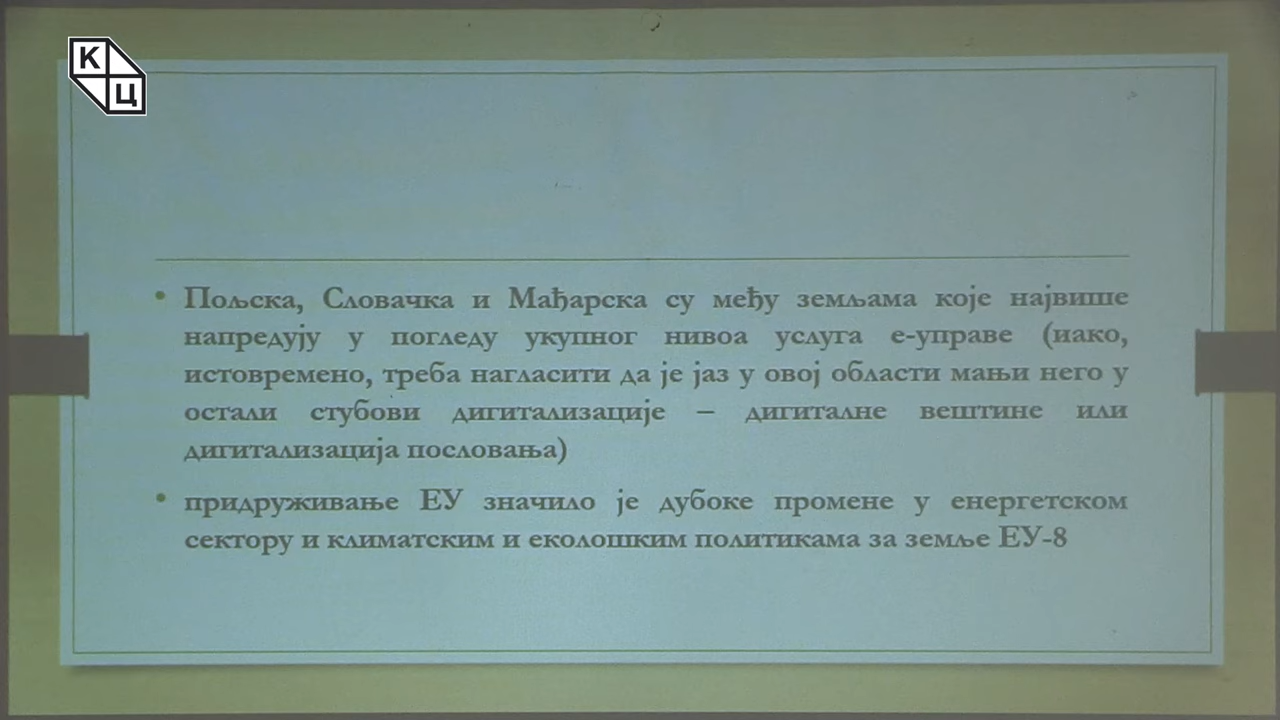 К
Ц
• Пољска, Словачка и Мађарска су међу земљама које највише
напредују у погледу укупног нивоа услуга е-управе (иако,
истовремено, треба нагласити да је јаз у овој области мањи него у
остали стубови дигитализације – дигиталне вештине или
дигитализација пословања)
• придруживање ЕУ значило је дубоке промене у енергетском
сектору и климатским и еколошким политикама за земље ЕУ-8